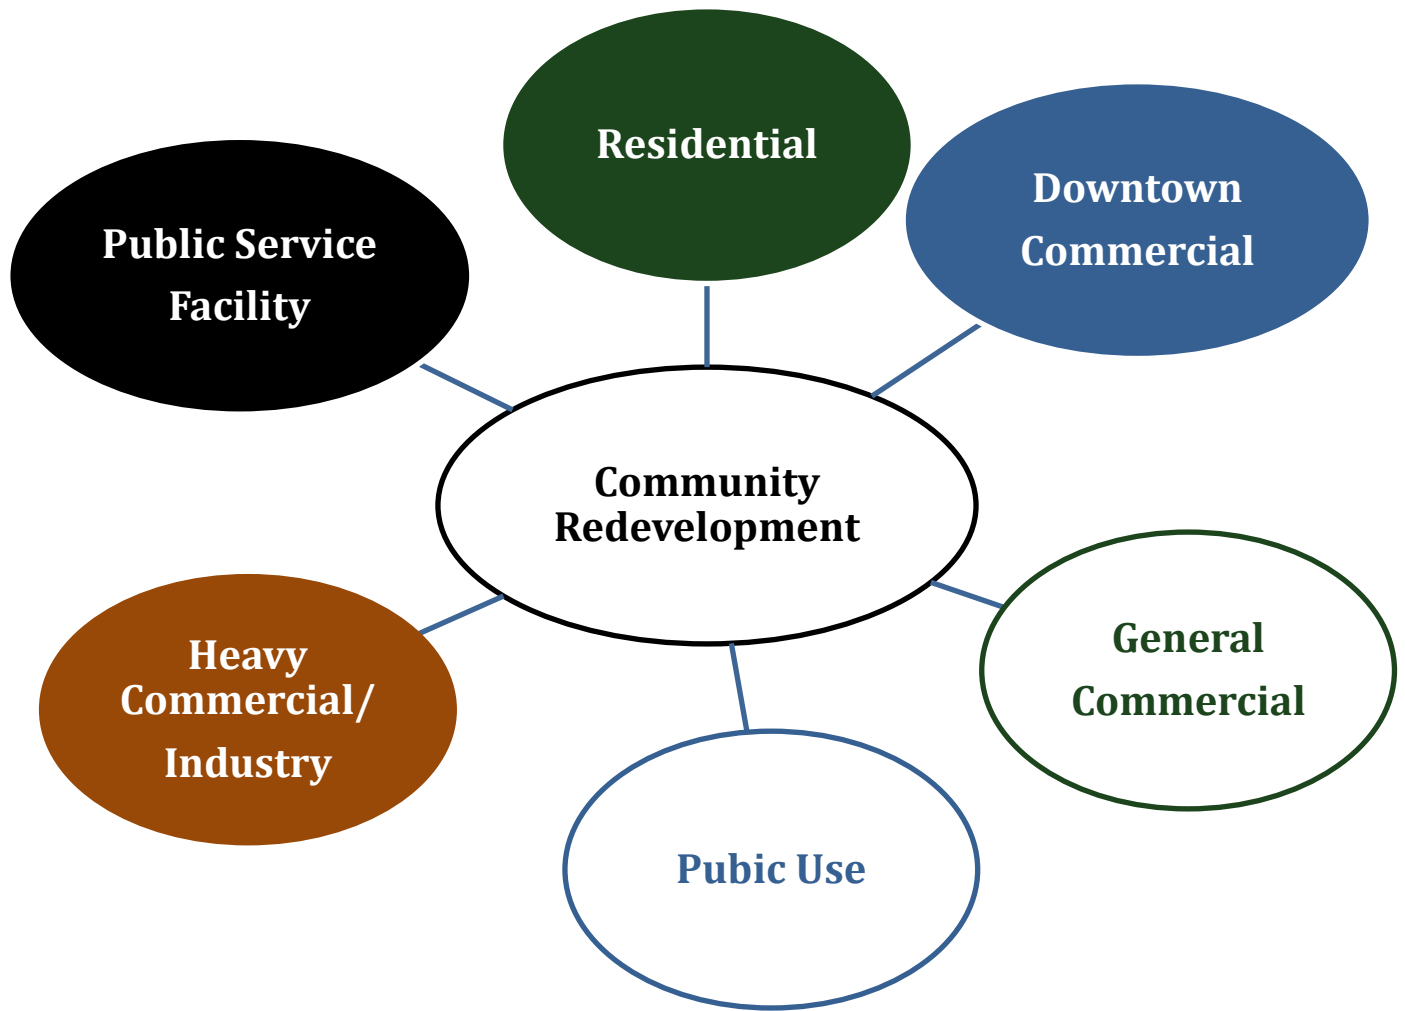 Residential
Downtown
Commercial
Public Service
Facility
Community
Redevelopment
General
Commercial
Heavy
Commercial/
Industry
Pubic Use